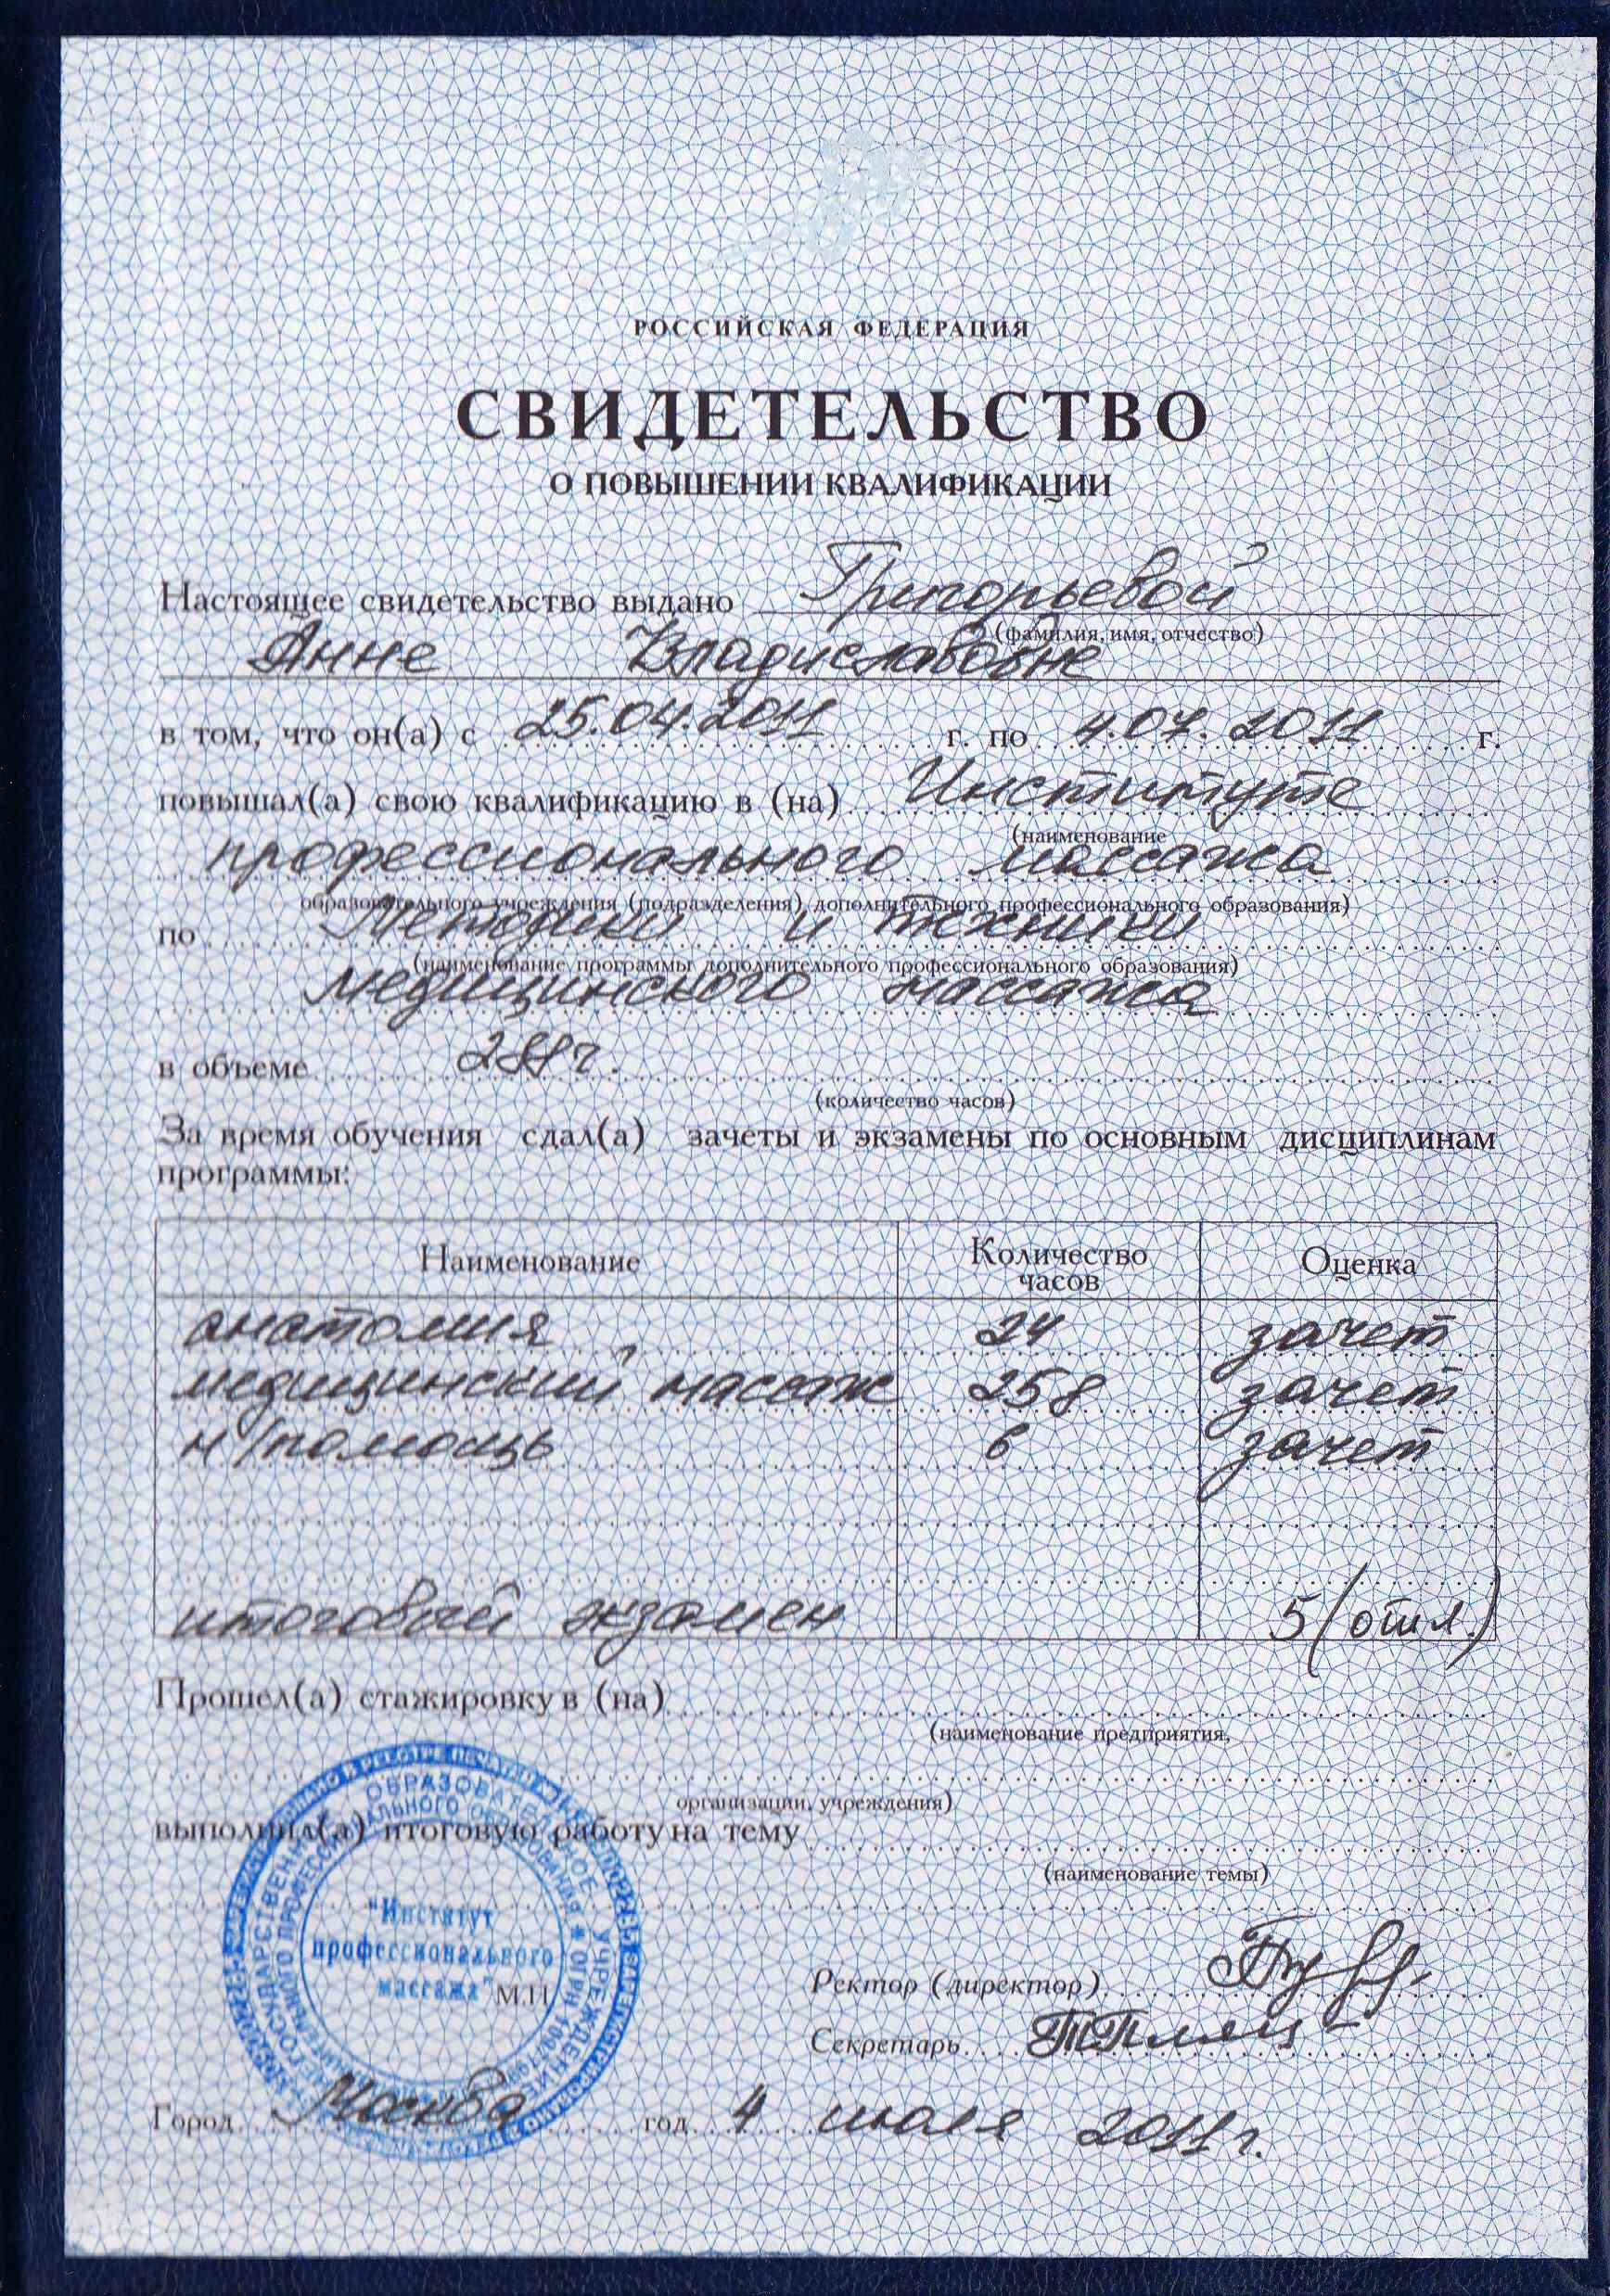 РОССИЙСКАЯ ФЕДЕРАЦИЯ
СВИДЕТЕЛЬСТВО
О ПОВЫШЕНИИ КВАЛИФИКАЦИИ
Настоящее свидетельство выдано Григорьевой
(фамилия, имя, отчество)
Анне Владиславовне
в том, что он(а) с 25.04.2011 г. по 4.07.2011 г.
повышал(а) свою квалификацию в (на) Институте
(наименование
профессионального массажа
образовательного учреждения (подразделения) дополнительного профессионального образования)
по Методики и техники
(наименование программы дополнительного профессионального образования)
медицинского массажа
в объеме 288ч.
(количество часов)
За время обучения сдал(а) зачеты и экзамены по основным дисциплинам
программы:
Наименование Количество часов Оценка
анатомия 24 зачет
медицинский массаж 258 зачет
н/помощь 6 зачет
итоговый экзамен 5 (отл.)
Прошел(а) стажировку в (на)
(наименование предприятия,
организации, учреждения)
выполнил(а) итоговую работу на тему
(наименование темы)
ОБРАЗОВАТЕЛЬНОЕ УЧРЕЖДЕНИЕ
"Институт
профессионального
массажа"
М.П.
Ректор (директор)
Секретарь
Город Москва год 4 июля 2011 г.